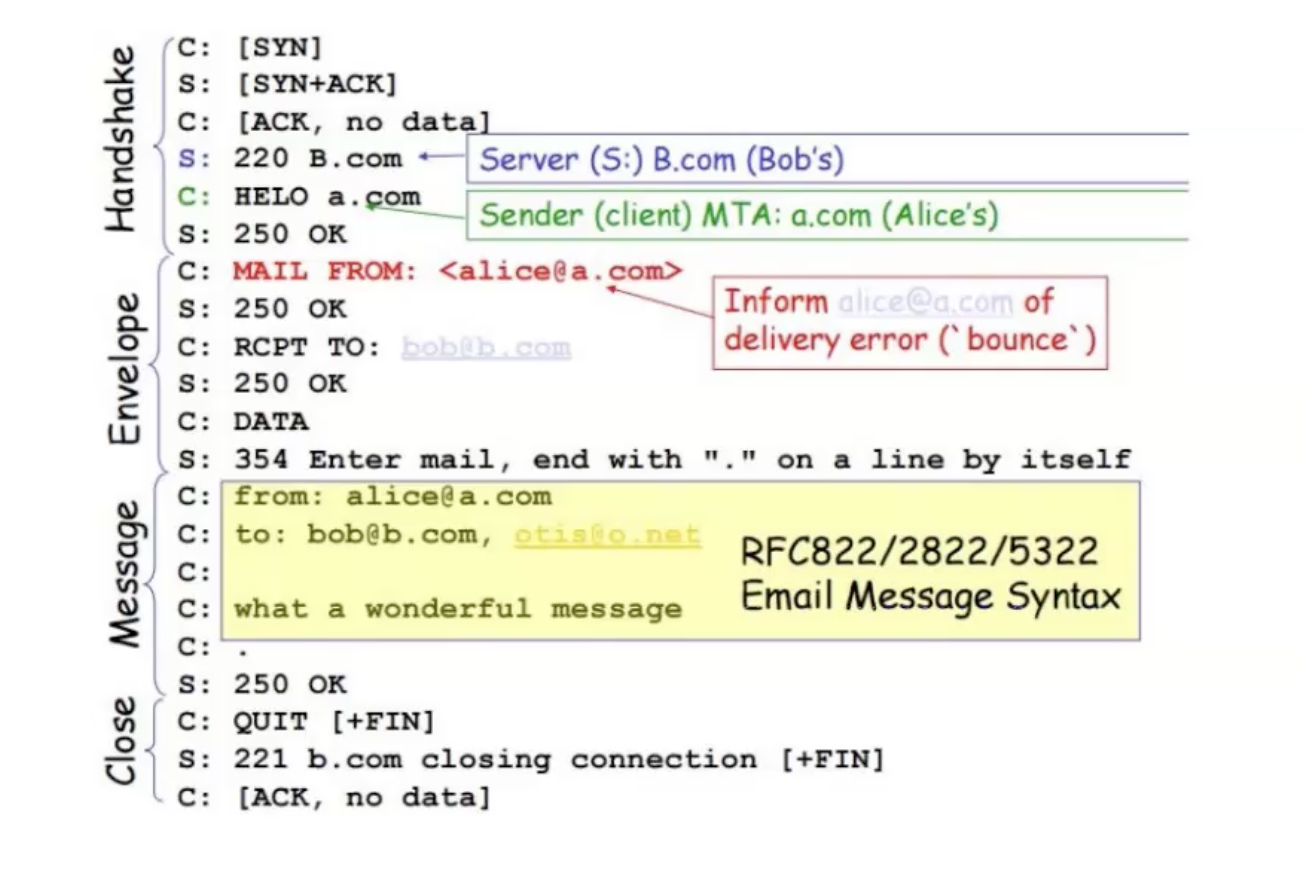 Handshake
C: [SYN]
S: [SYN+ACK]
C: [ACK, no data]
S: 220 B.com
Server (S:) B.com (Bob's)
C: HELO a.com
Sender (client) MTA: a.com (Alice's)
S: 250 OK
Envelope
C: MAIL FROM: <alice@a.com>
Inform alice@a.com of
delivery error (`bounce`)
S: 250 OK
C: RCPT TO: bob@b.com
S: 250 OK
C: DATA
S: 354 Enter mail, end with "." on a line by itself
Message
C: from: alice@a.com
C: to: bob@b.com, otis@o.net
C:
C: what a wonderful message
RFC822/2822/5322
Email Message Syntax
C: .
S: 250 OK
Close
C: QUIT [+FIN]
S: 221 b.com closing connection [+FIN]
C: [ACK, no data]